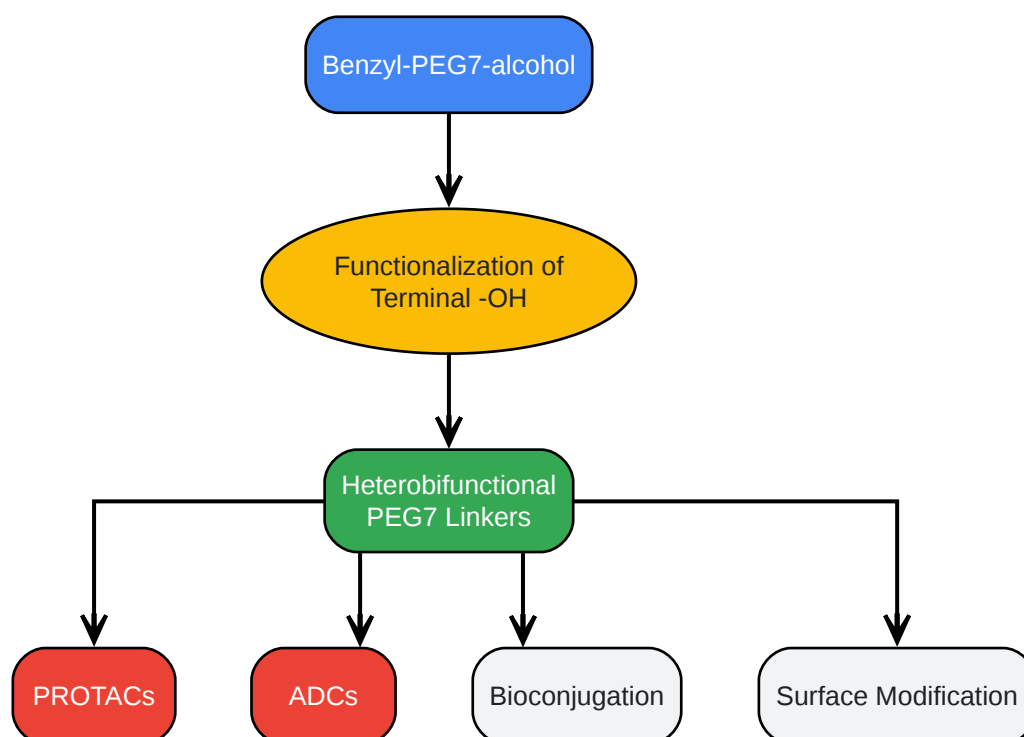 Benzyl-PEG7-alcohol
Functionalization of
Terminal -OH
Heterobifunctional
PEG7 Linkers
PROTACs
ADCs
Bioconjugation
Surface Modification